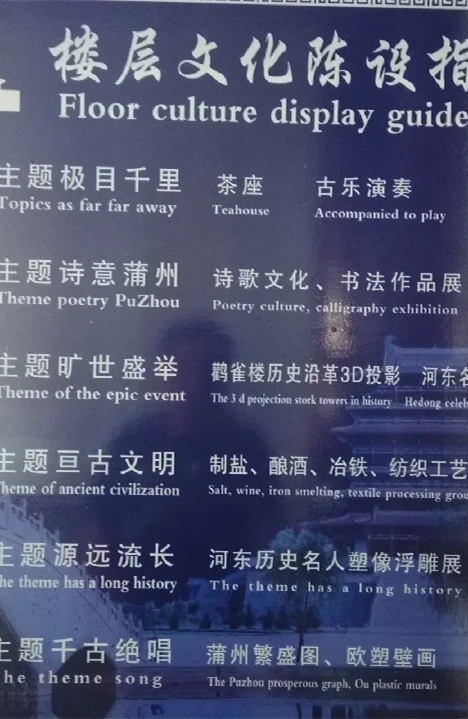 楼层文化陈设指
Floor culture display guide
主题极目千里 茶座 古乐演奏
Topics as far far away Teahouse Accompanied to play
主题诗意蒲州 诗歌文化、书法作品展
Theme poetry PuZhou Poetry culture, calligraphy exhibition
主题旷世盛举 鹳雀楼历史沿革3D投影 河东名
Theme of the epic event The 3 d projection stork towers in history Hedong celeb
主题亘古文明 制盐、酿酒、冶铁、纺织工艺
Theme of ancient civilization Salt, wine, iron smelting, textile processing grou
主题源远流长 河东历史名人塑像浮雕展
he theme has a long history The theme has a long history
主题千古绝唱 蒲州繁盛图、欧塑壁画
he theme song The Puzhou prosperous graph, Ou plastic murals